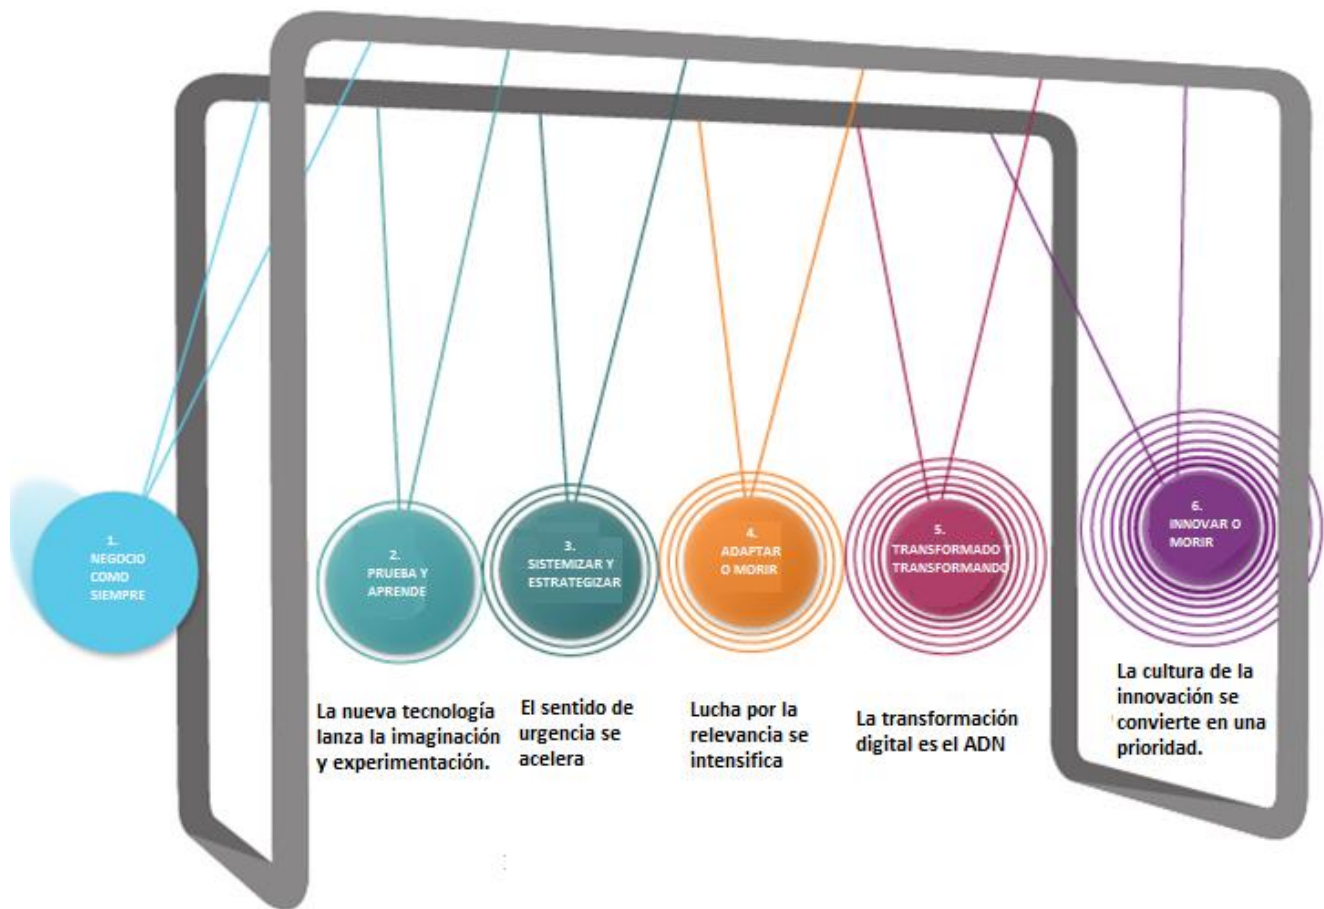 1.
NEGOCIO
COMO
SIEMPRE
2.
PRUEBA Y
APRENDE
3.
SISTEMIZAR Y
ESTRATEGIZAR
4.
ADAPTAR
O MORIR
5.
TRANSFORMADO Y
TRANSFORMANDO
6.
INNOVAR O
MORIR
La nueva tecnología
lanza la imaginación
y experimentación.
El sentido de
urgencia se
acelera
Lucha por la
relevancia se
intensifica
La transformación
digital es el ADN
La cultura de la
innovación se
convierte en una
prioridad.